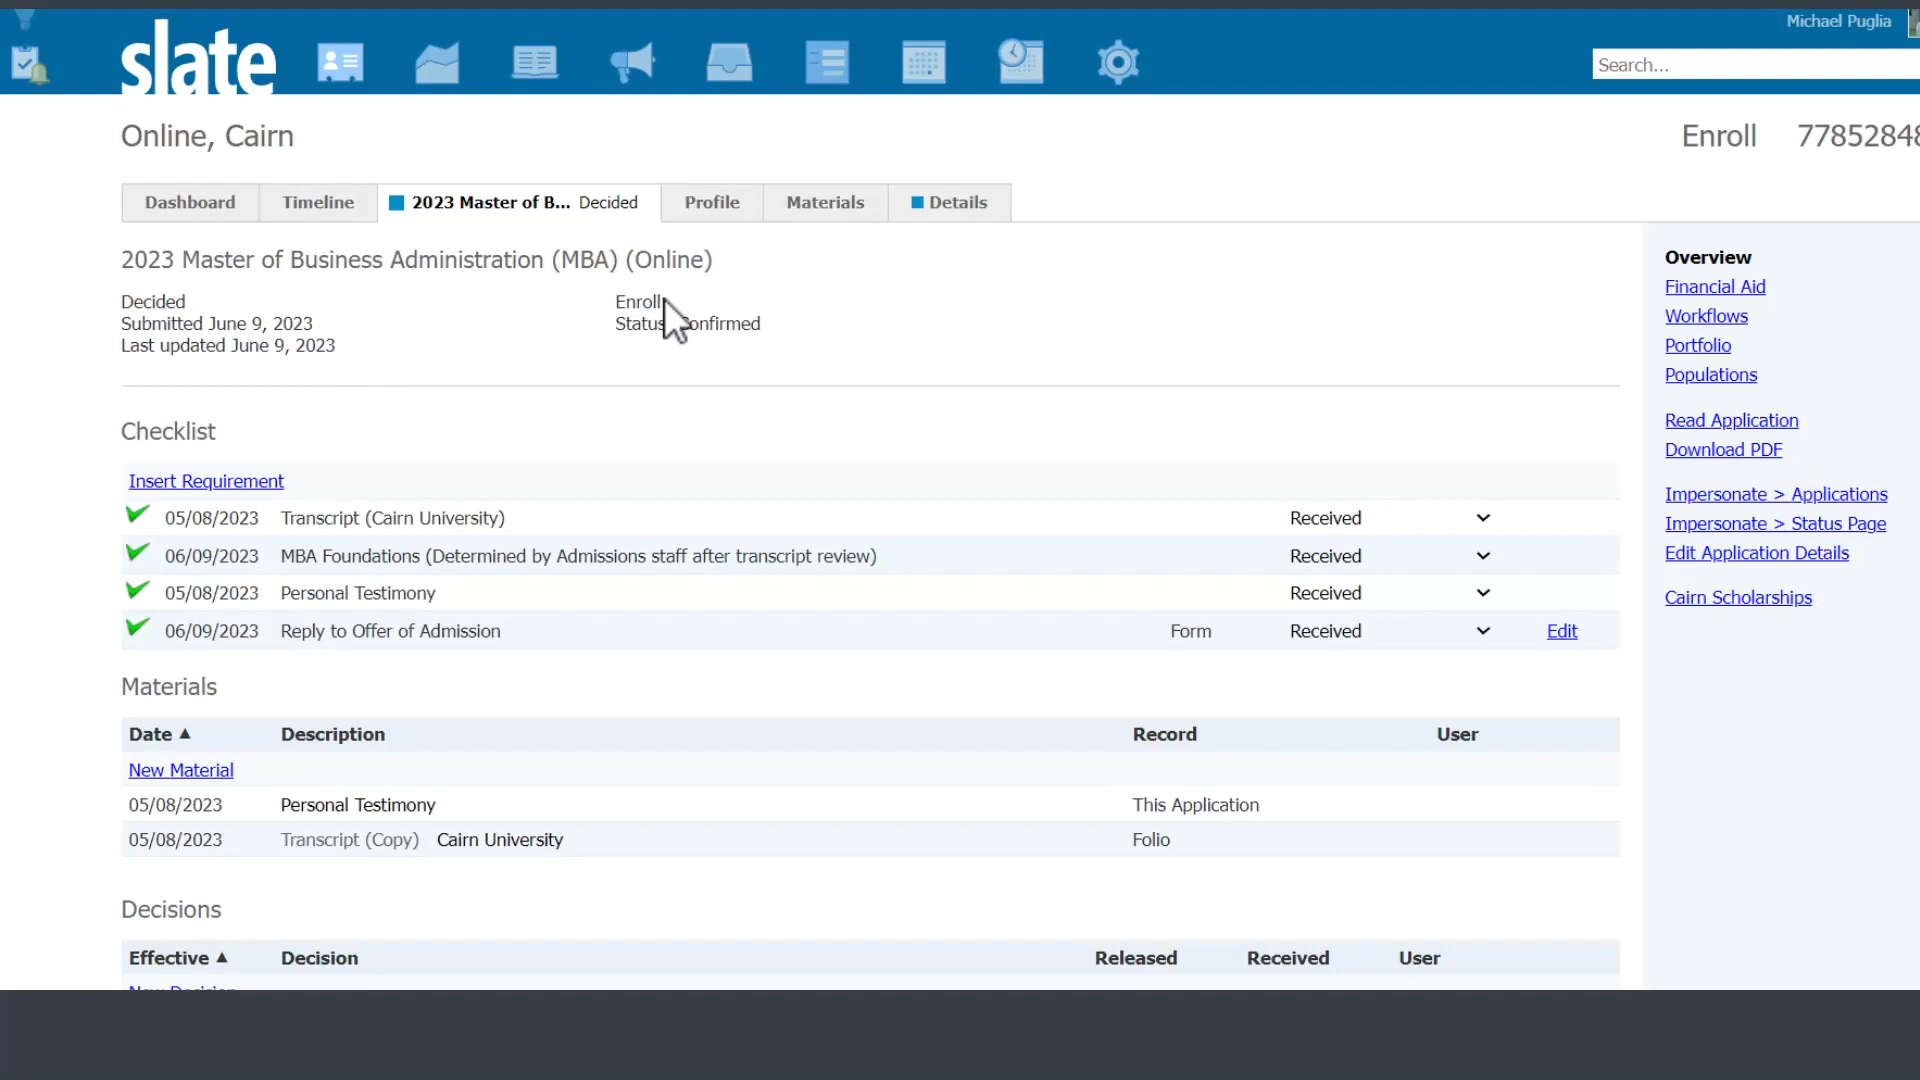 Michael Puglia
slate
Search...
Online, Cairn
Enroll 7785284
Dashboard
Timeline
2023 Master of B... Decided
Profile
Materials
Details
2023 Master of Business Administration (MBA) (Online)
Decided
Submitted June 9, 2023
Last updated June 9, 2023
Enroll
Status
Checklist
Insert Requirement
05/08/2023 Transcript (Cairn University) Received
06/09/2023 MBA Foundations (Determined by Admissions staff after transcript review) Received
05/08/2023 Personal Testimony Received
06/09/2023 Reply to Offer of Admission Form Received Edit
Materials
Date ▲ Description Record User
New Material
05/08/2023 Personal Testimony This Application
05/08/2023 Transcript (Copy) Cairn University Folio
Decisions
Effective ▲ Decision Released Received User
Overview
Financial Aid
Workflows
Portfolio
Populations
Read Application
Download PDF
Impersonate > Applications
Impersonate > Status Page
Edit Application Details
Cairn Scholarships